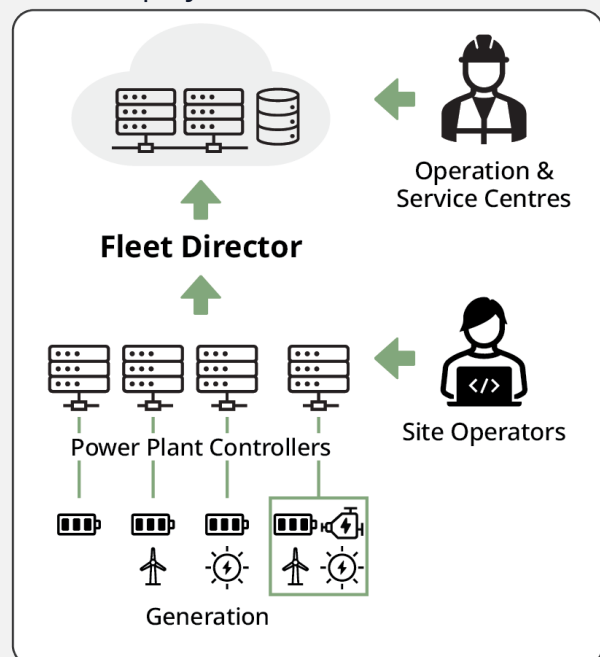 Operation &
Service Centres
Fleet Director
</>
Site Operators
Power Plant Controllers
Generation